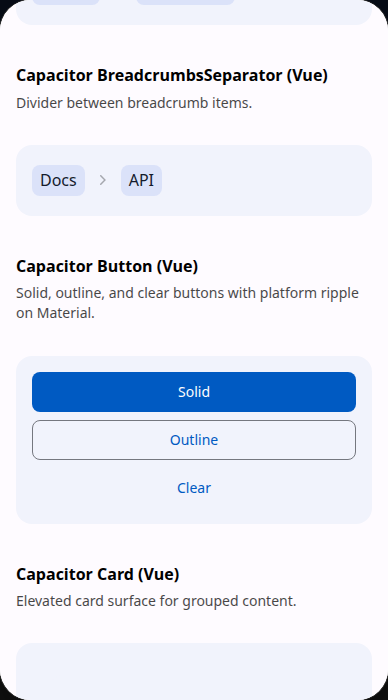 Capacitor BreadcrumbsSeparator (Vue)
Divider between breadcrumb items.
Docs
API
Capacitor Button (Vue)
Solid, outline, and clear buttons with platform ripple
on Material.
Solid
Outline
Clear
Capacitor Card (Vue)
Elevated card surface for grouped content.